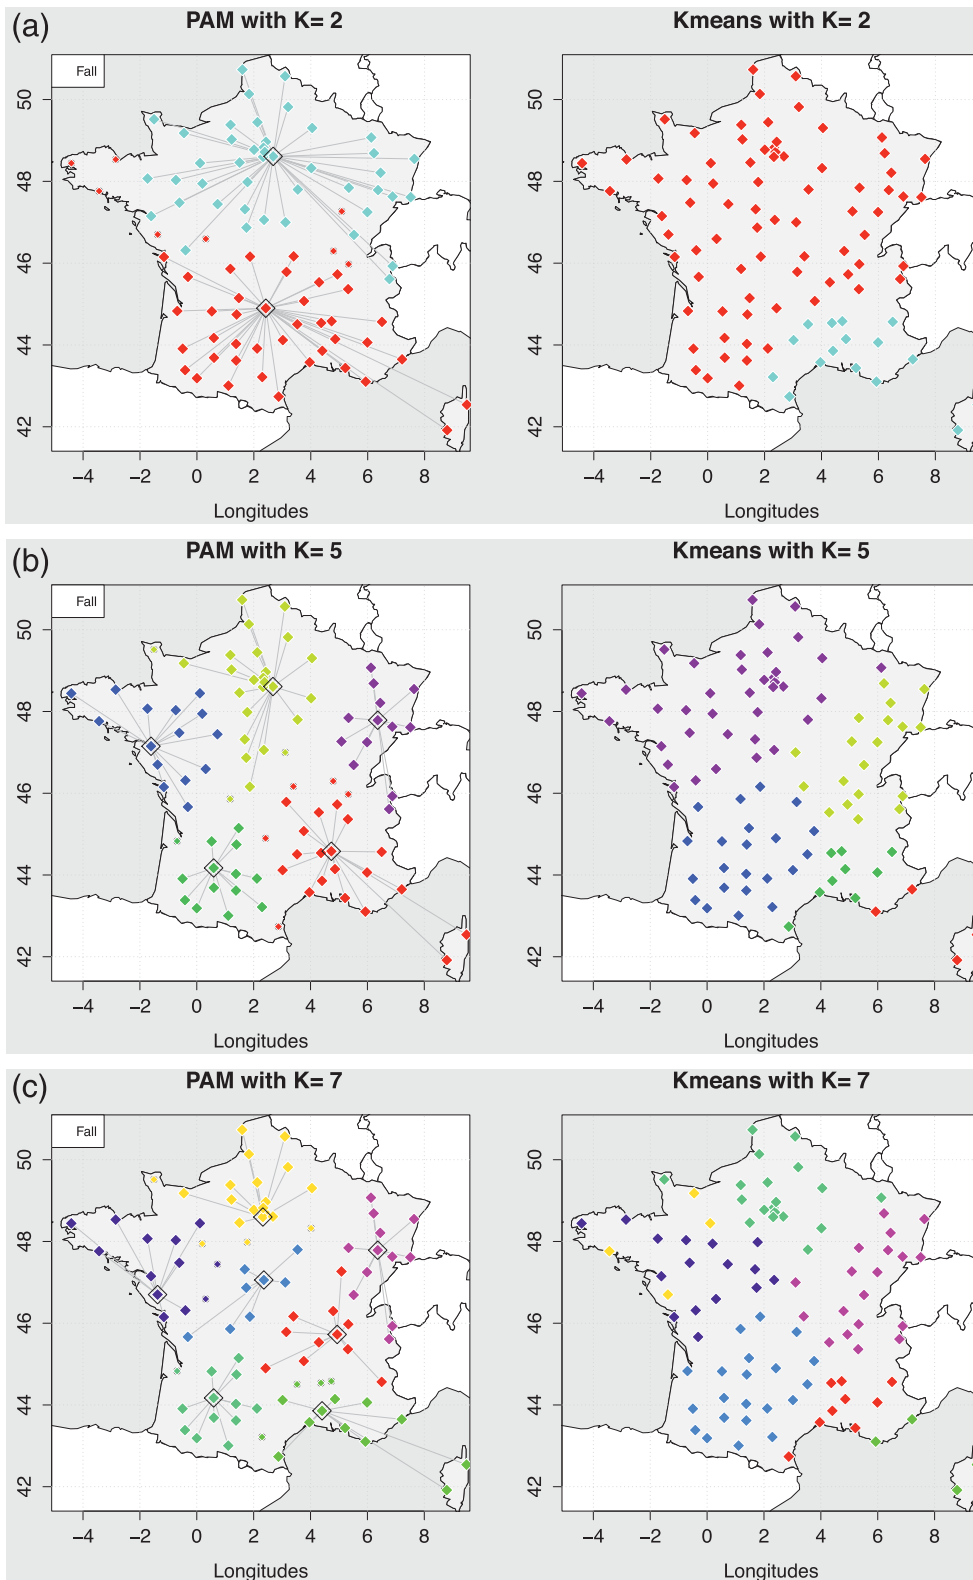 (a)
PAM with K= 2
Kmeans with K= 2
Fall
50
48
46
44
42
−4 −2 0 2 4 6 8
Longitudes
50
48
46
44
42
−4 −2 0 2 4 6 8
Longitudes
(b)
PAM with K= 5
Kmeans with K= 5
Fall
50
48
46
44
42
−4 −2 0 2 4 6 8
Longitudes
50
48
46
44
42
−4 −2 0 2 4 6 8
Longitudes
(c)
PAM with K= 7
Kmeans with K= 7
Fall
50
48
46
44
42
−4 −2 0 2 4 6 8
Longitudes
50
48
46
44
42
−4 −2 0 2 4 6 8
Longitudes